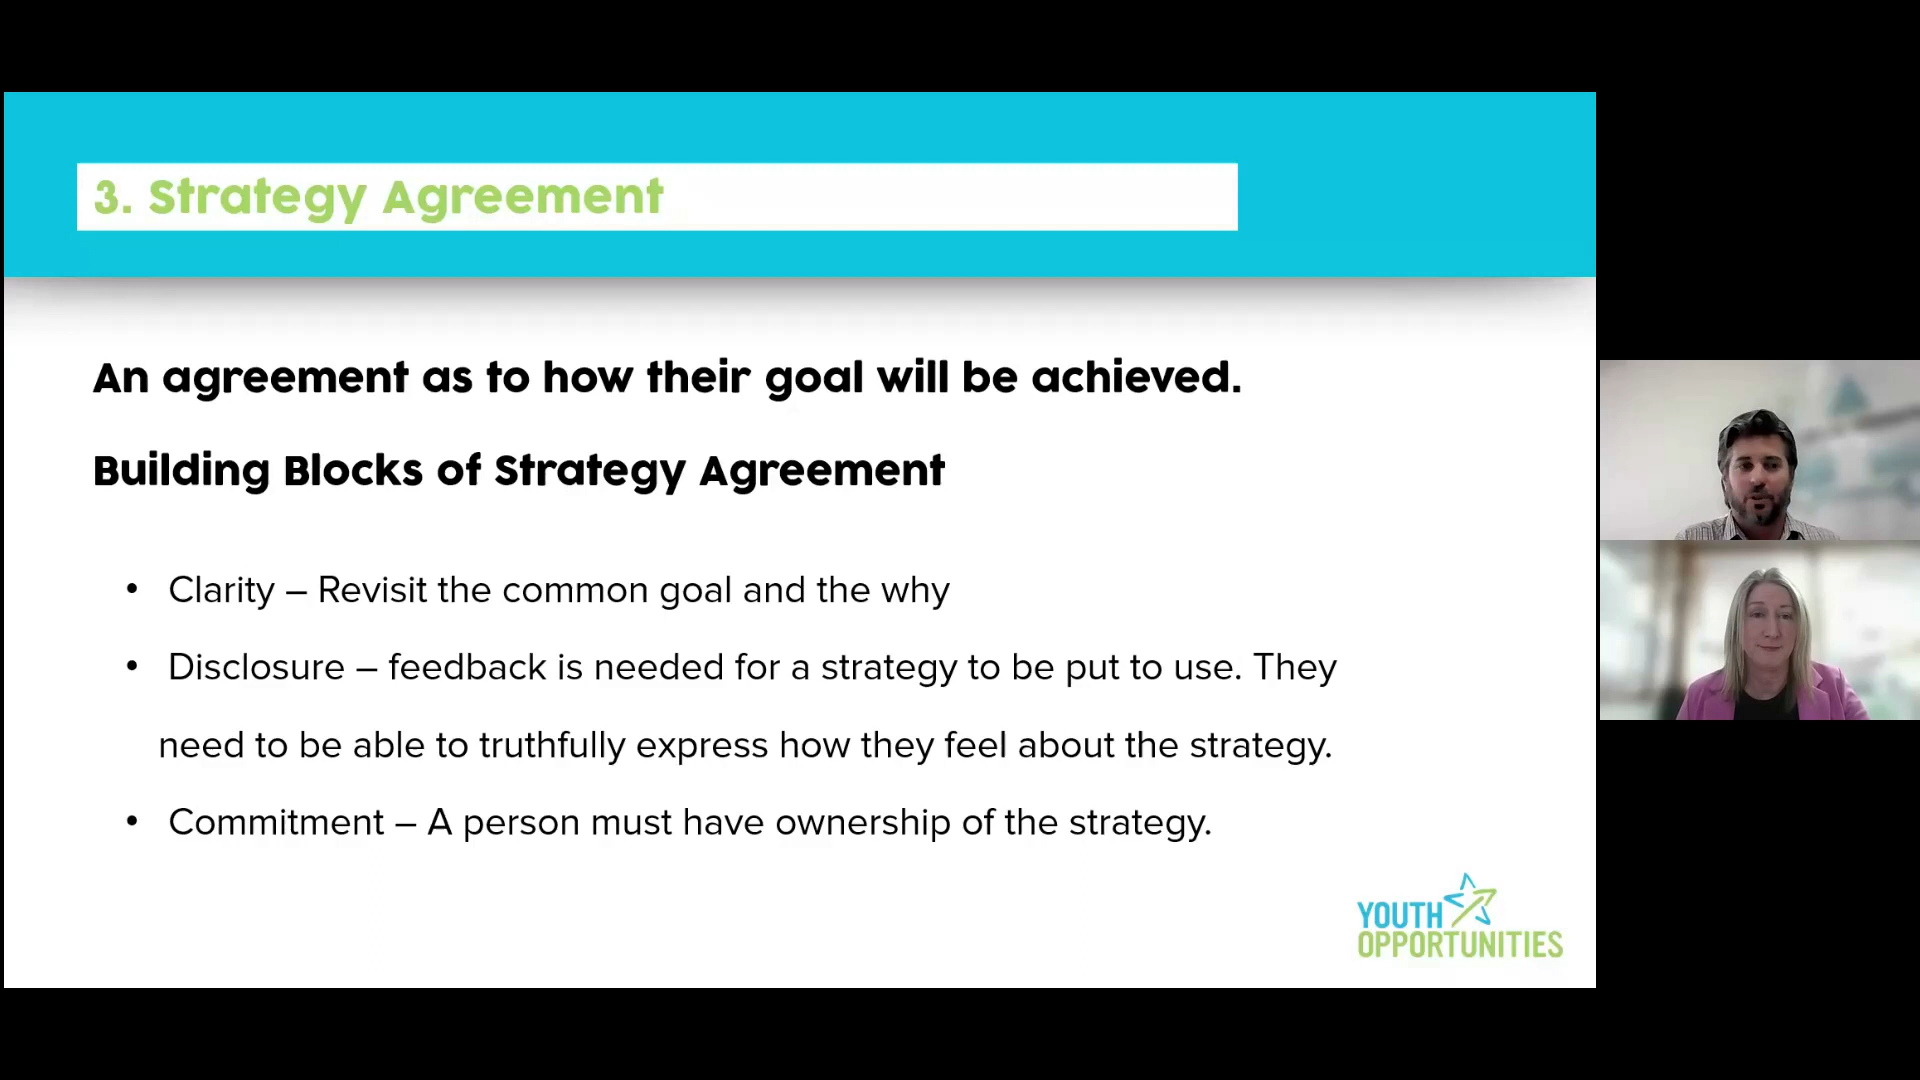 3. Strategy Agreement
An agreement as to how their goal will be achieved.
Building Blocks of Strategy Agreement
• Clarity – Revisit the common goal and the why
• Disclosure – feedback is needed for a strategy to be put to use. They
need to be able to truthfully express how they feel about the strategy.
• Commitment – A person must have ownership of the strategy.
YOUTH
OPPORTUNITIES